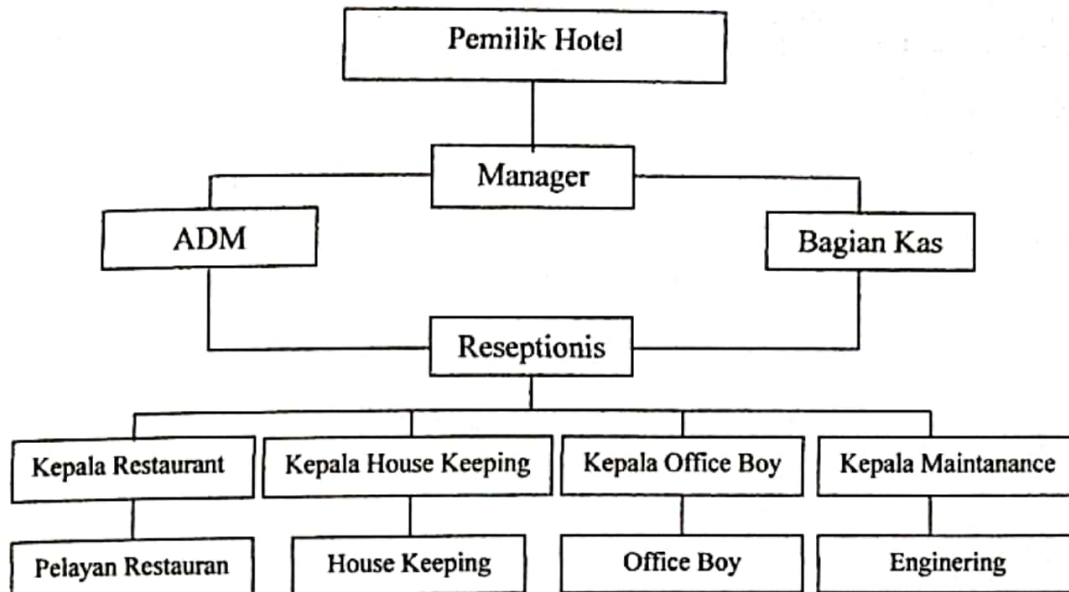 Pemilik Hotel
Manager
ADM
Bagian Kas
Reseptionis
Kepala Restaurant
Kepala House Keeping
Kepala Office Boy
Kepala Maintanance
Pelayan Restauran
House Keeping
Office Boy
Enginering